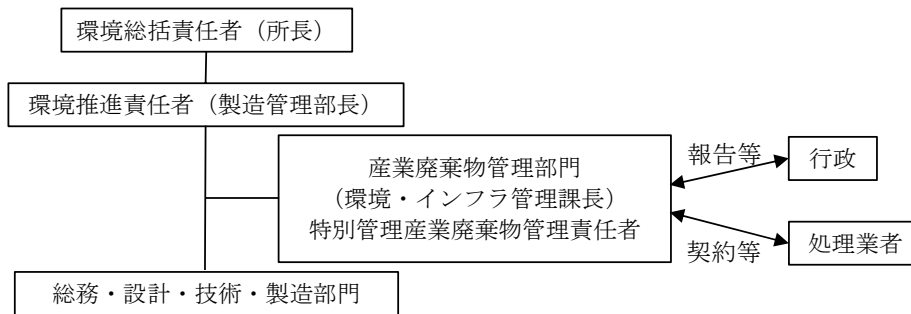 環境総括責任者（所長）
環境推進責任者（製造管理部長）
産業廃棄物管理部門
（環境・インフラ管理課長）
特別管理産業廃棄物管理責任者
報告等
行政
契約等
処理業者
総務・設計・技術・製造部門